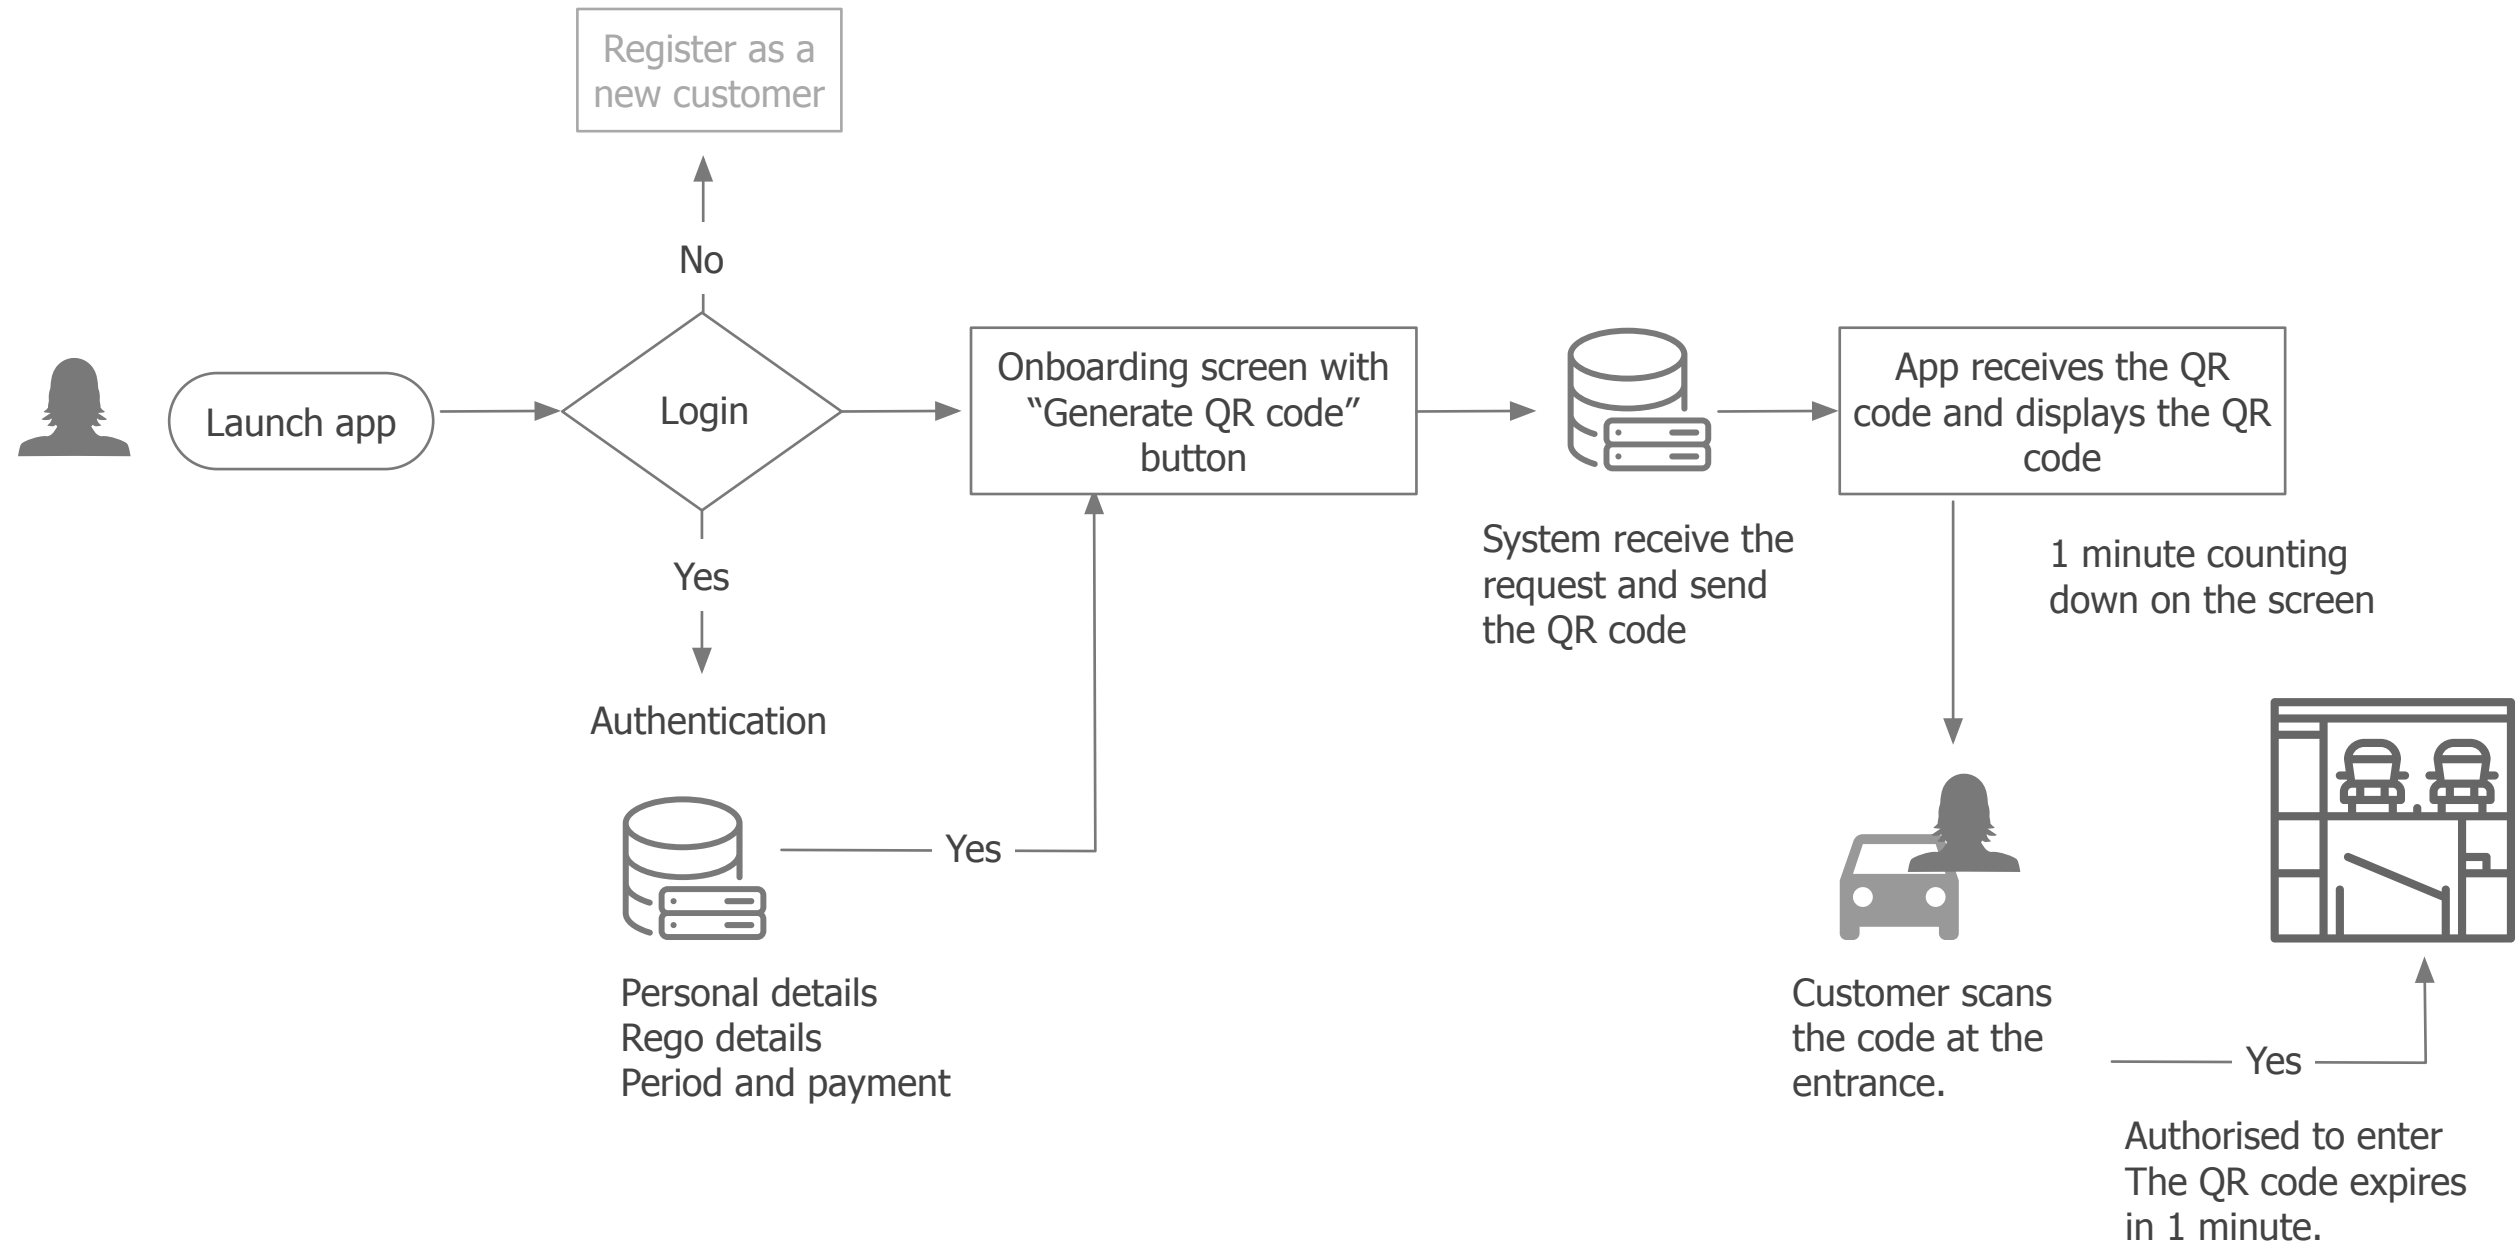 Register as a
new customer
No
Launch app
Login
Onboarding screen with
“Generate QR code”
button
App receives the QR
code and displays the QR
code
Yes
System receive the
request and send
the QR code
1 minute counting
down on the screen
Authentication
Yes
Personal details
Rego details
Period and payment
Customer scans
the code at the
entrance.
Yes
Authorised to enter
The QR code expires
in 1 minute.